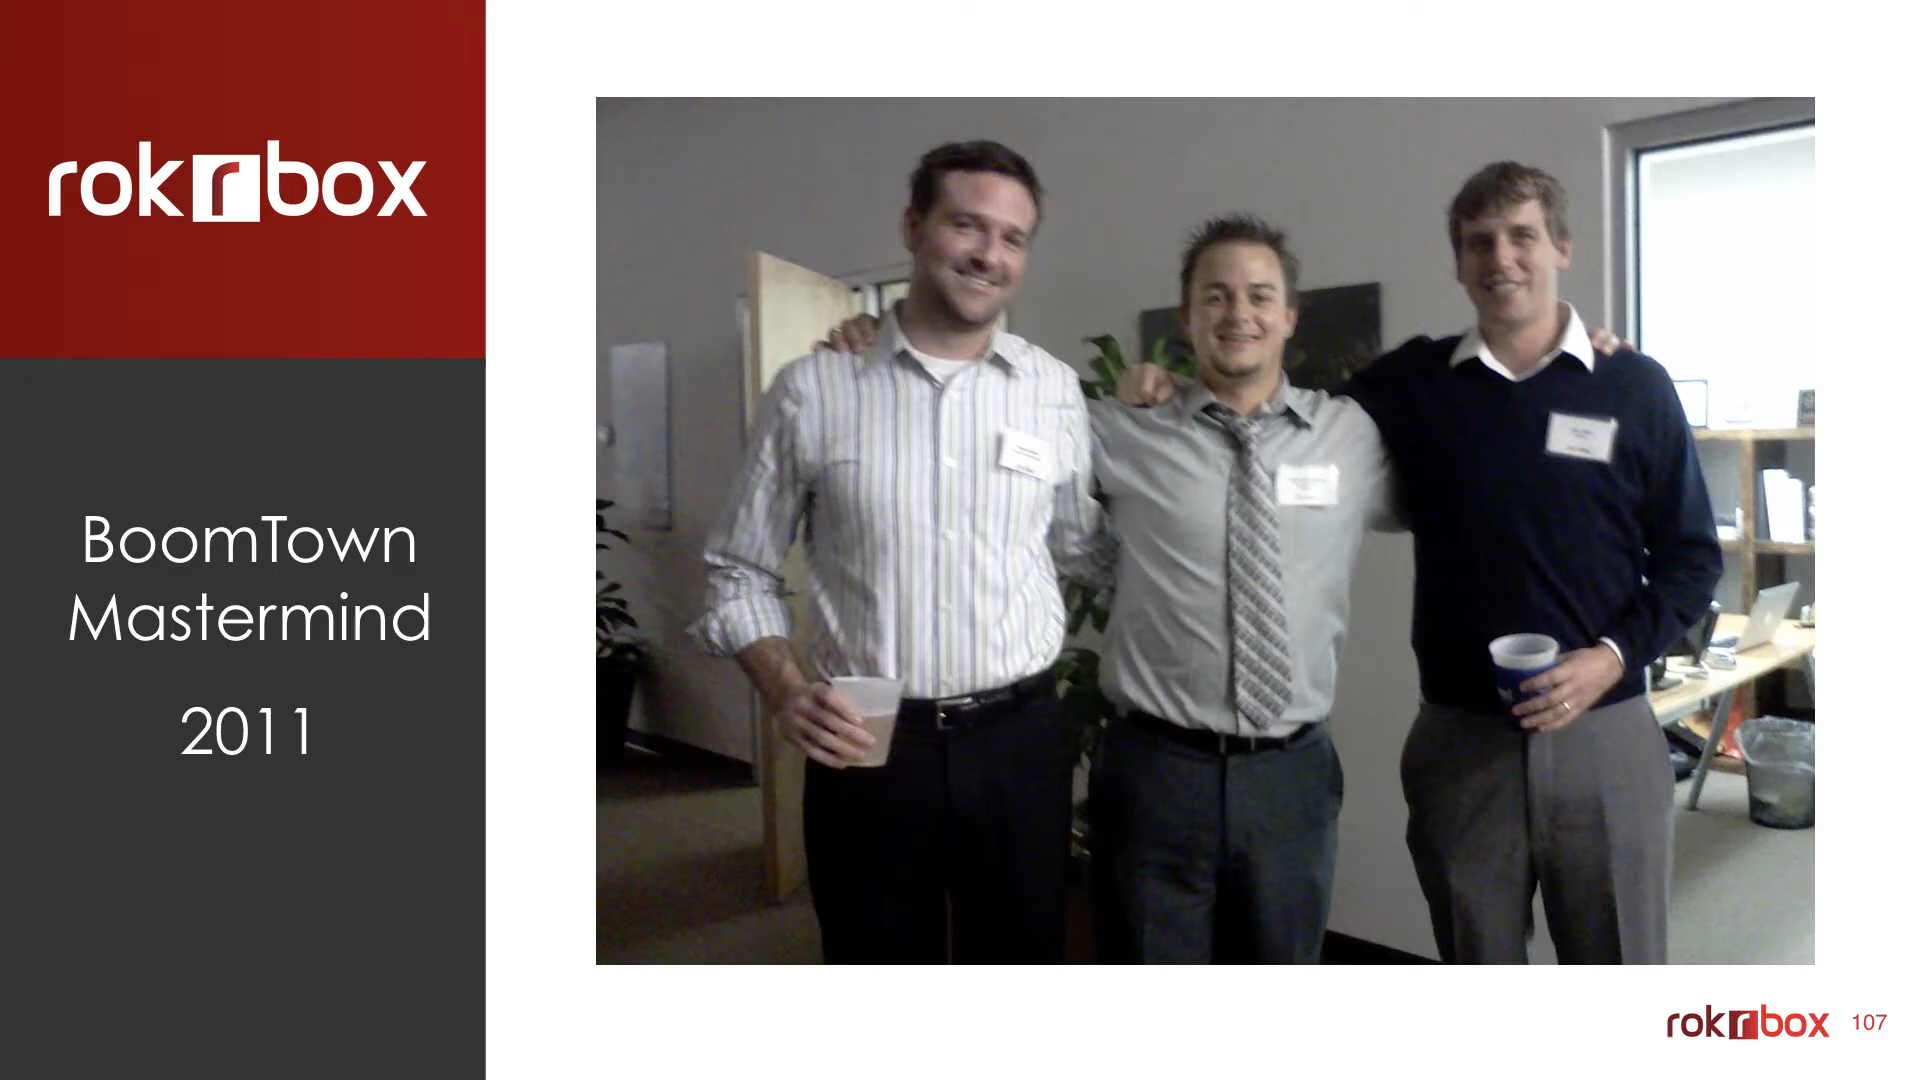 rokrbox
BoomTown
Mastermind
2011
rokrbox 107